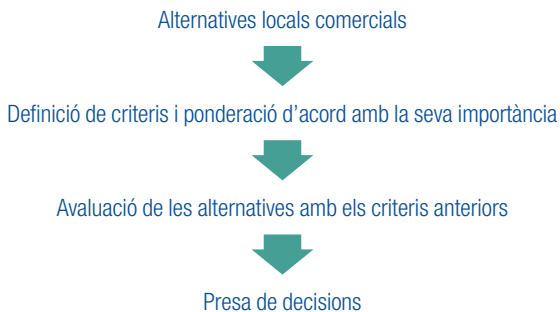 Alternatives locals comercials
Definició de criteris i ponderació d’acord amb la seva importància
Avaluació de les alternatives amb els criteris anteriors
Presa de decisions